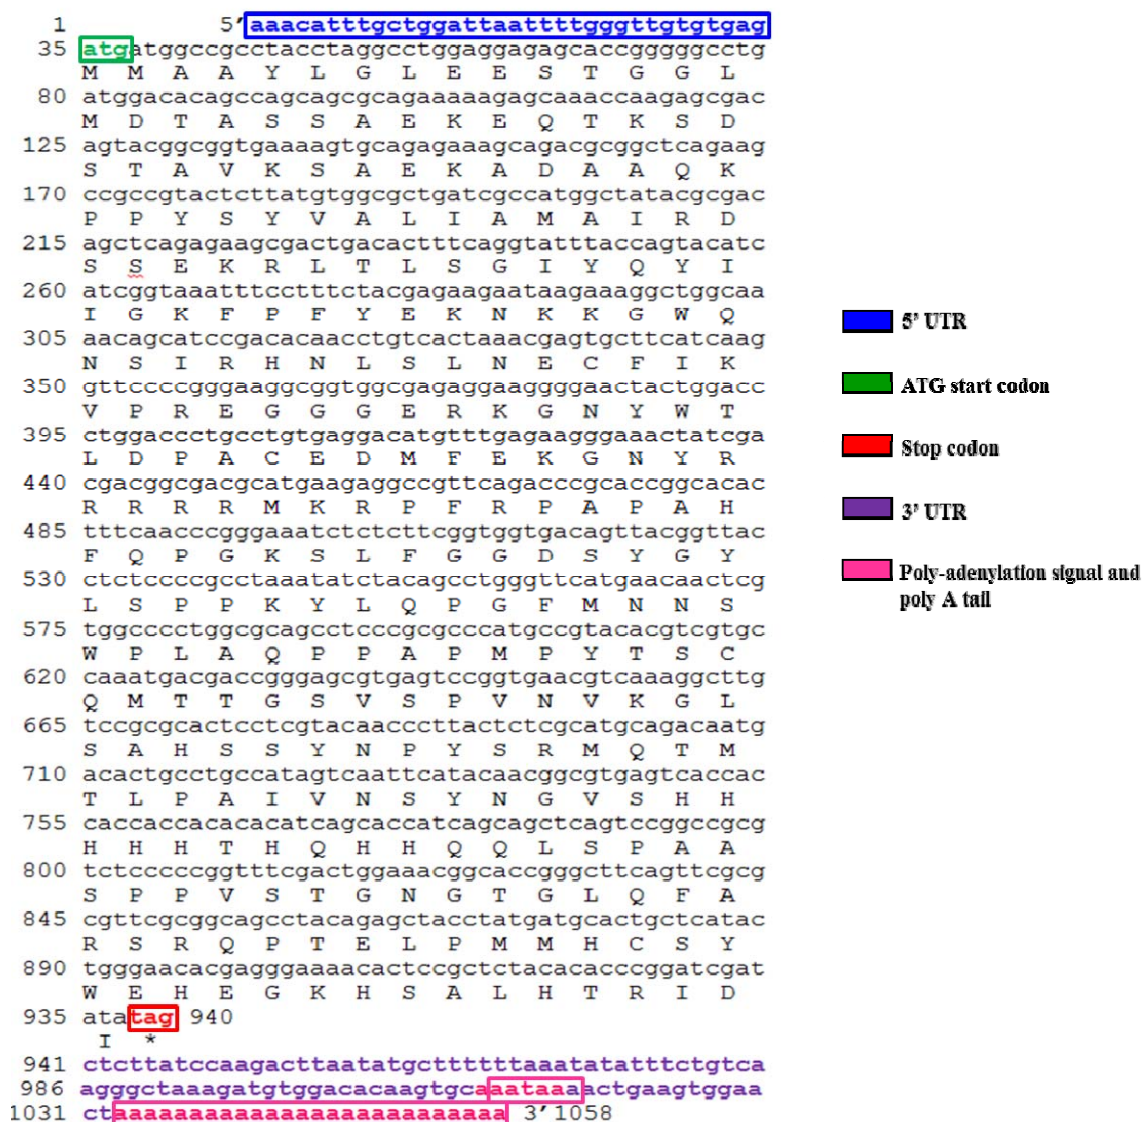 1 5’ aaacatttgctggattaattttgggttgtgtgag
35 atgatggccgcctacctaggcctggaggagagcaccgggggcctg
M M A A Y L G L E E S T G G L
80 atggacacagccagcagcgcagaaaaagagcaaaccaagagcgac
M D T A S S A E K E Q T K S D
125 agtacggcggtgaaaagtgcagagaaagcagacgcggctcagaag
S T A V K S A E K A D A A Q K
170 ccgccgtactcttatgtggcgctgatcgccatggctatacgcgac
P P Y S Y V A L I A M A I R D
215 agctcagagaagcgactgacactttcaggtatttaccagtacatc
S S E K R L T L S G I Y Q Y I
260 atcggtaaatttcctttctacgagaagaataagaaaggctggcaa
I G K F P F Y E K N K K G W Q
305 aacagcatccgacacaacctgtcactaaacgagtgcttcatcaag
N S I R H N L S L N E C F I K
350 gttccccgggaaggcggtggcgagaggaaggggaactactggacc
V P R E G G G E R K G N Y W T
395 ctggaccctgcctgtgaggacatgtttgagaagggaaactatcga
L D P A C E D M F E K G N Y R
440 cgacggcgacgcatgaagaggccgttcagacccgcaccggcacac
R R R R M K R P F R P A P A H
485 tttcaacccgggaaatctctcttcggtggtgacagttacggttac
F Q P G K S L F G G D S Y G Y
530 ctctccccgcctaaatatctacagcctgggttcatgaacaactcg
L S P P K Y L Q P G F M N N S
575 tggcccctggcgcagcctcccgcgcccatgccgtacacgtcgtgc
W P L A Q P P A P M P Y T S C
620 caaatgacgaccgggagcgtgagtccggtgaacgtcaaaggcttg
Q M T T G S V S P V N V K G L
665 tccgcgcactcctcgtacaacccttactctcgcatgcagacaatg
S A H S S Y N P Y S R M Q T M
710 acactgcctgccatagtcaattcatacaacggcgtgagtcaccac
T L P A I V N S Y N G V S H H
755 caccaccacacacatcagcaccatcagcagctcagtccggccgcg
H H H T H Q H H Q Q L S P A A
800 tctcccccggtttcgactggaaacggcaccgggcttcagttcgcg
S P P V S T G N G T G L Q F A
845 cgttcgcggcagcctacagagctacctatgatgcactgctcatac
R S R Q P T E L P M M H C S Y
890 tgggaacacgagggaaaacactccgctctacacacccggatcgat
W E H E G K H S A L H T R I D
935 atatag 940
I *
941 ctcttatccaagacttaatatgcttttttaaatatatttctgtca
986 agggctaaagatgtggacacaagtgcaaataaaactgaagtggaa
1031 ctaaaaaaaaaaaaaaaaaaaaaaaaaa 3’ 1058
5’ UTR
ATG start codon
Stop codon
3’ UTR
Poly-adenylation signal and
poly A tail